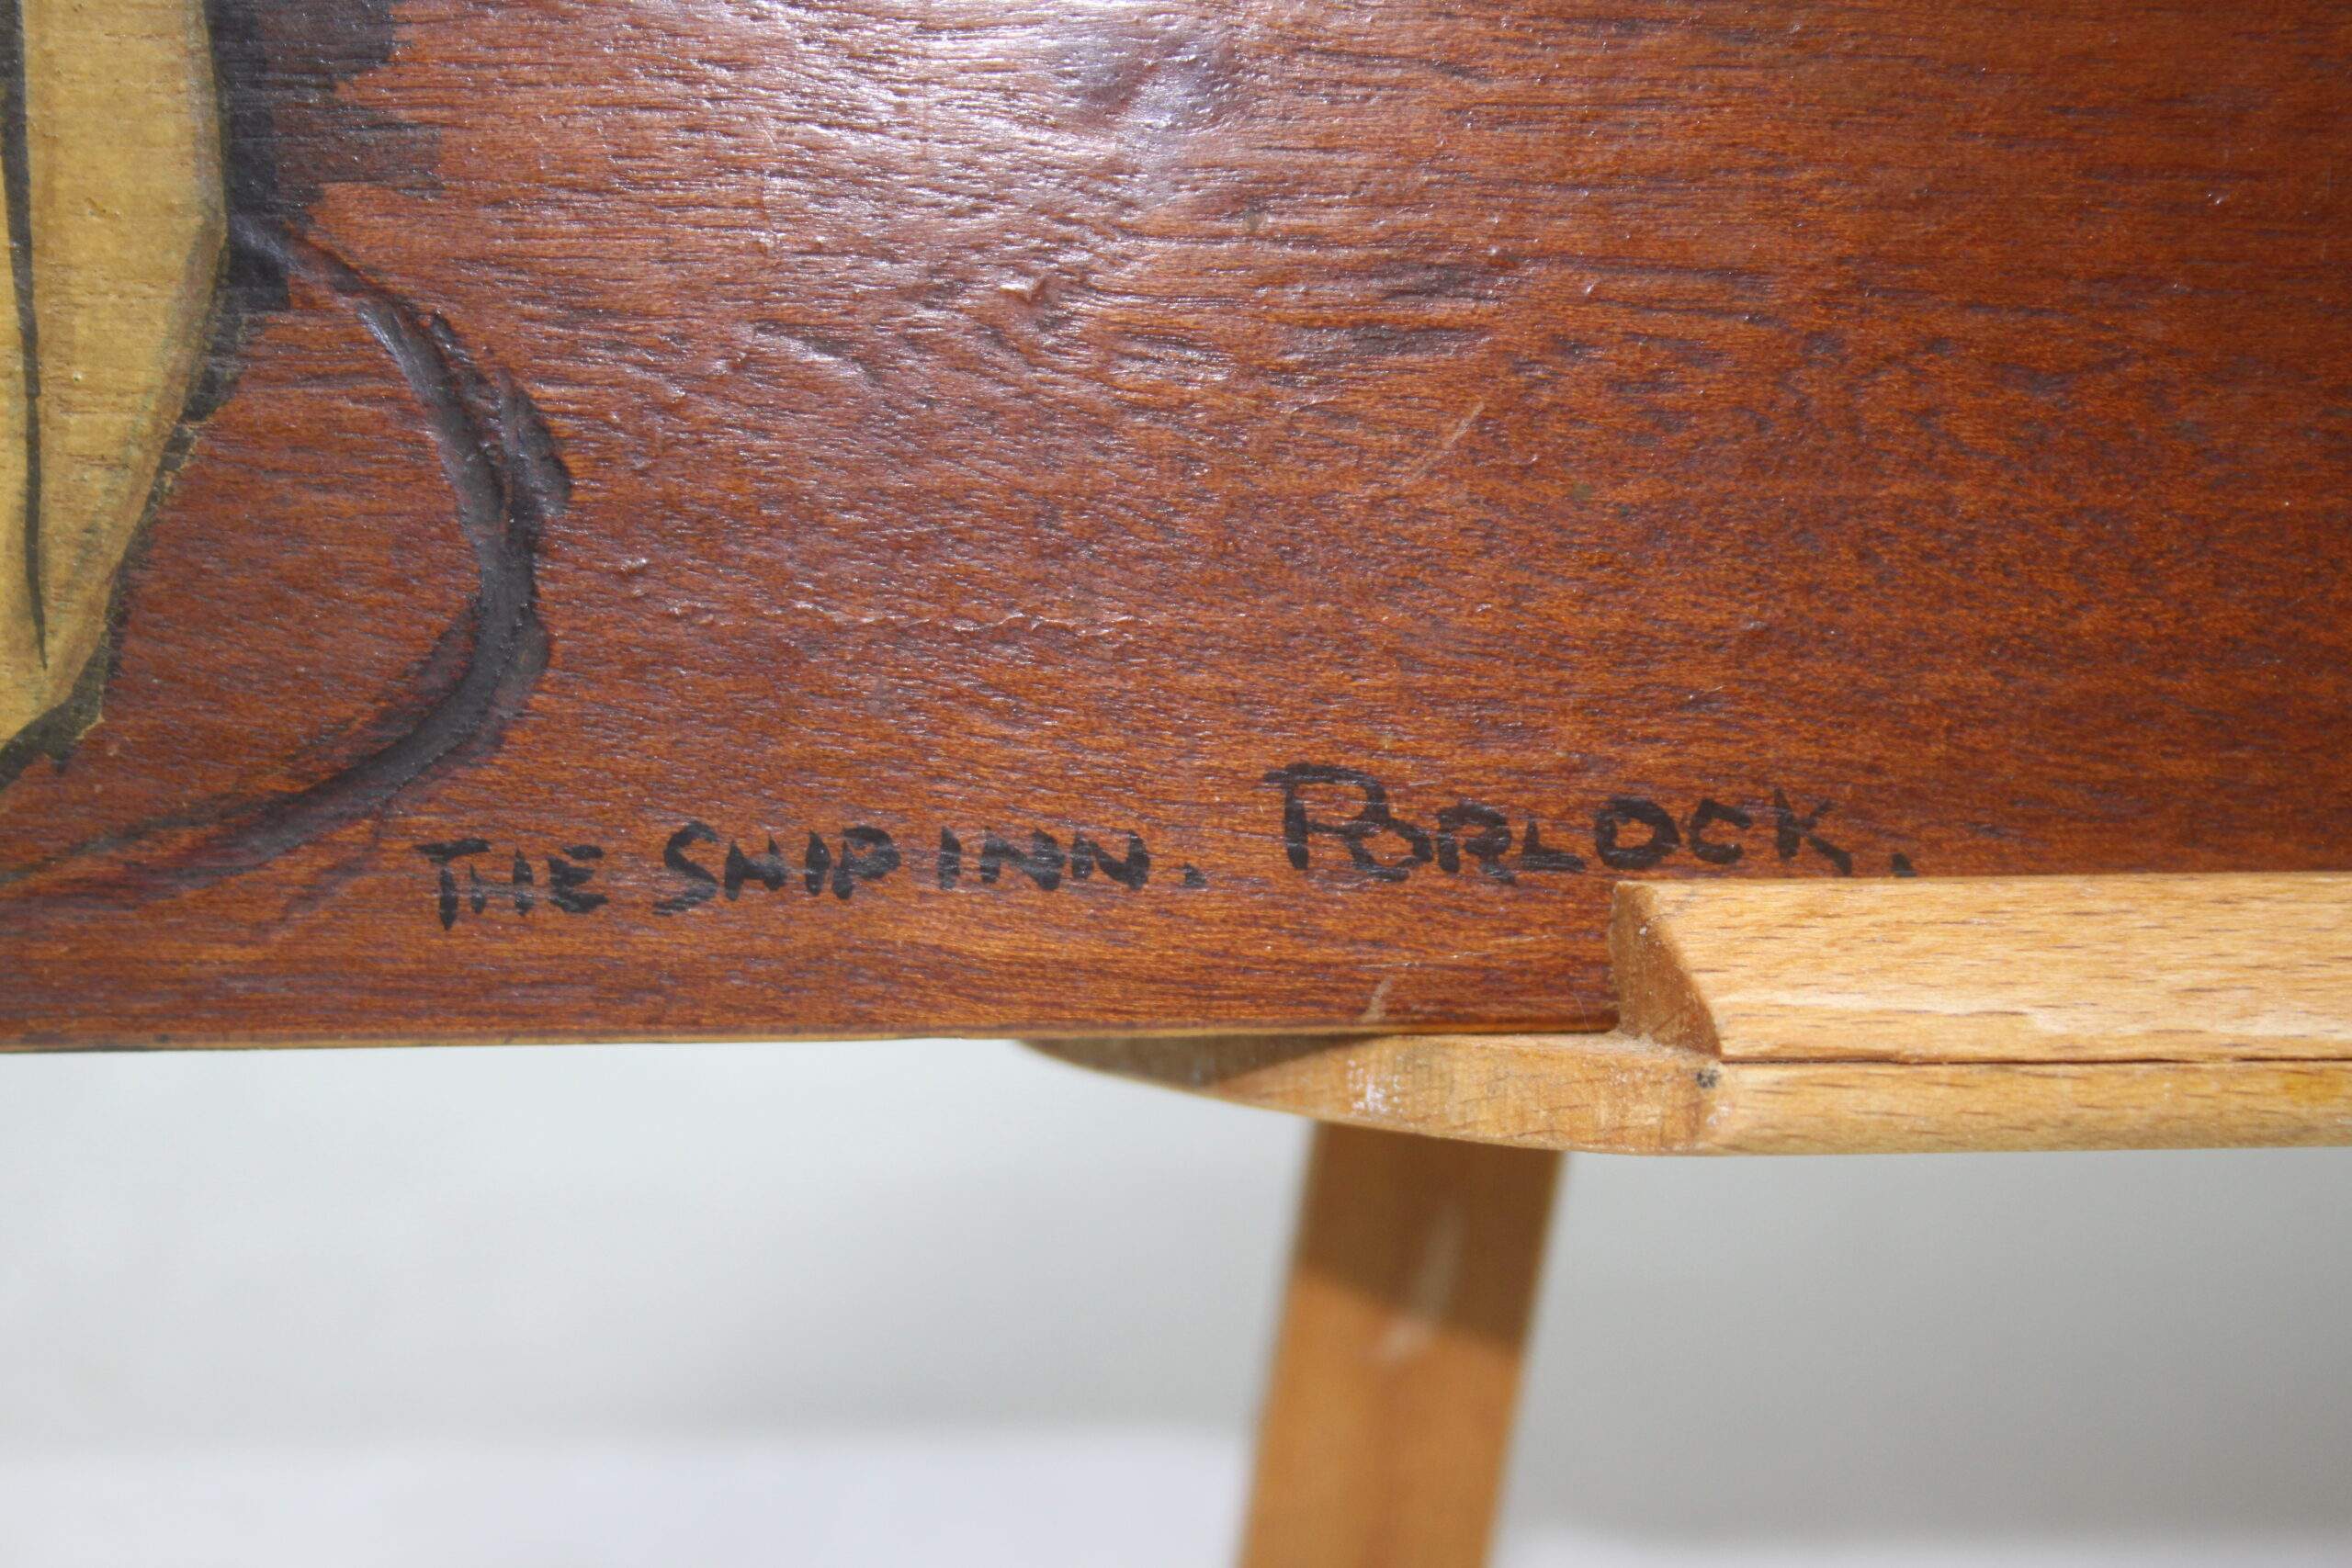 THE SHIP INN. PORLOCK.